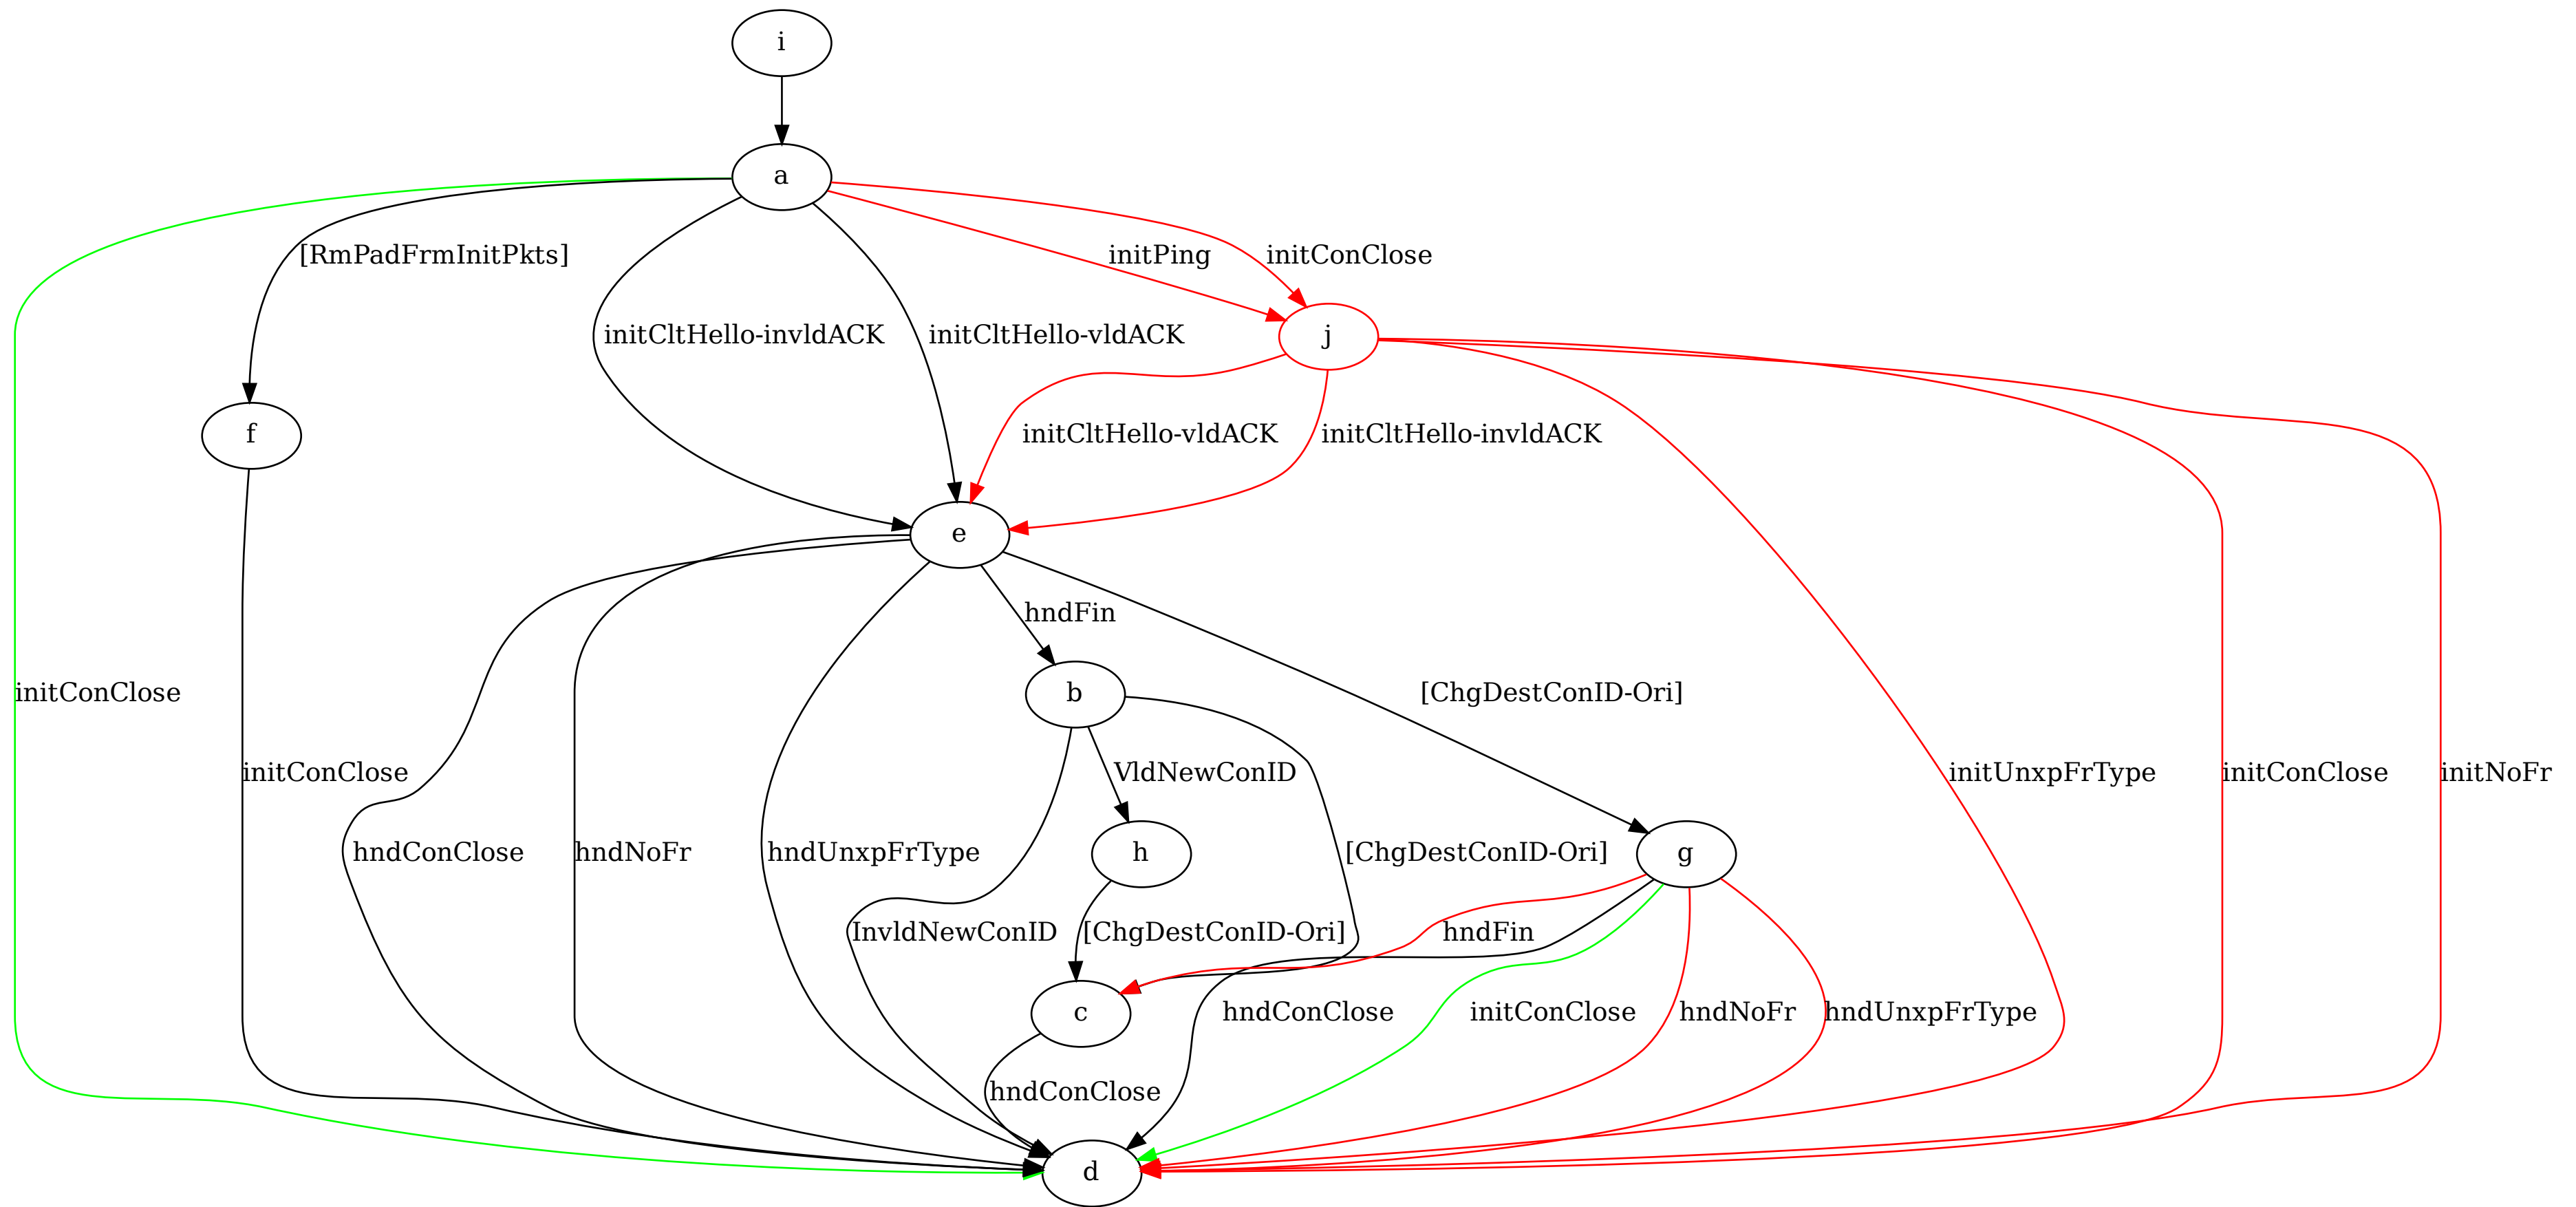 i
a
[RmPadFrmInitPkts]
initPing
initConClose
initCltHello-invldACK
initCltHello-vldACK
j
f
initCltHello-vldACK
initCltHello-invldACK
e
hndFin
initConClose
b
[ChgDestConID-Ori]
initConClose
VldNewConID
initUnxpFrType
initConClose
initNoFr
hndConClose
hndNoFr
hndUnxpFrType
h
[ChgDestConID-Ori]
g
InvldNewConID
[ChgDestConID-Ori]
hndFin
c
hndConClose
initConClose
hndNoFr
hndUnxpFrType
hndConClose
d